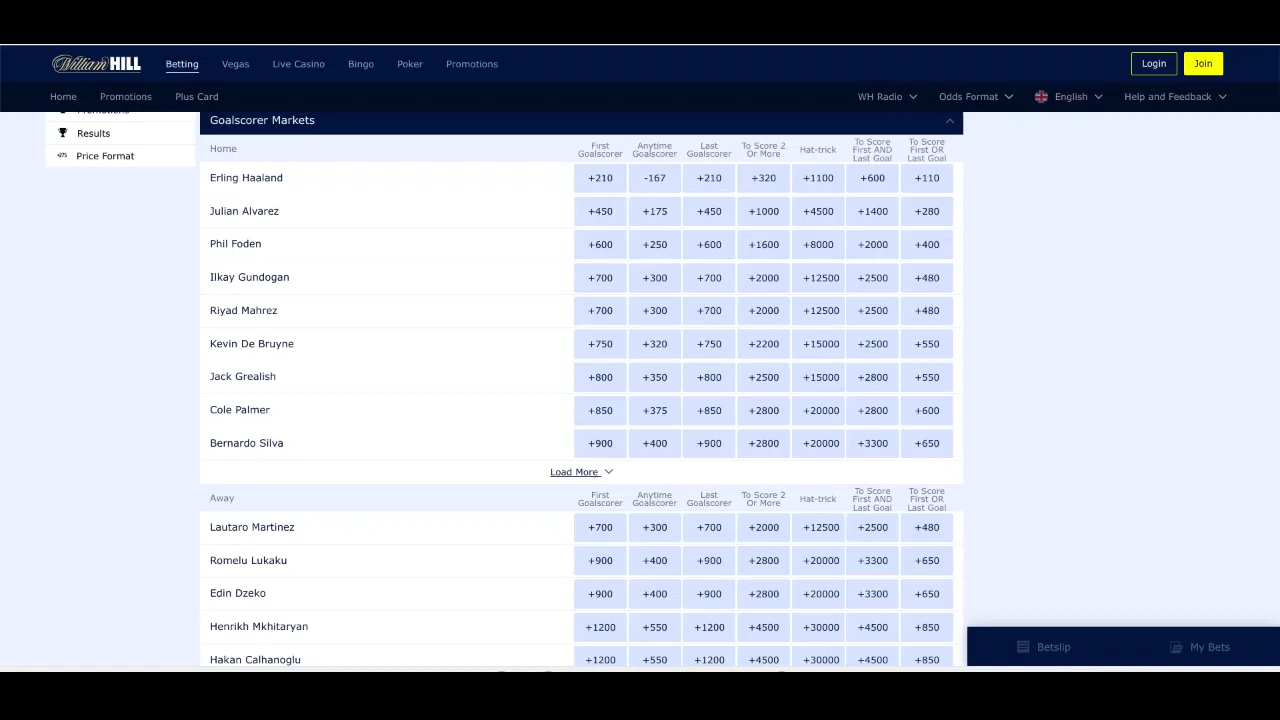 William HILL Betting Vegas Live Casino Bingo Poker Promotions Login Join
Home Promotions Plus Card WH Radio Odds Format English Help and Feedback
Promotions
Results
Price Format
Goalscorer Markets
Home First Goalscorer Anytime Goalscorer Last Goalscorer To Score 2 Or More Hat-trick To Score First AND Last Goal To Score First OR Last Goal
Erling Haaland +210 -167 +210 +320 +1100 +600 +110
Julian Alvarez +450 +175 +450 +1000 +4500 +1400 +280
Phil Foden +600 +250 +600 +1600 +8000 +2000 +400
Ilkay Gundogan +700 +300 +700 +2000 +12500 +2500 +480
Riyad Mahrez +700 +300 +700 +2000 +12500 +2500 +480
Kevin De Bruyne +750 +320 +750 +2200 +15000 +2500 +550
Jack Grealish +800 +350 +800 +2500 +15000 +2800 +550
Cole Palmer +850 +375 +850 +2800 +20000 +2800 +600
Bernardo Silva +900 +400 +900 +2800 +20000 +3300 +650
Load More
Away First Goalscorer Anytime Goalscorer Last Goalscorer To Score 2 Or More Hat-trick To Score First AND Last Goal To Score First OR Last Goal
Lautaro Martinez +700 +300 +700 +2000 +12500 +2500 +480
Romelu Lukaku +900 +400 +900 +2800 +20000 +3300 +650
Edin Dzeko +900 +400 +900 +2800 +20000 +3300 +650
Henrikh Mkhitaryan +1200 +550 +1200 +4500 +30000 +4500 +850
Hakan Calhanoglu +1200 +550 +1200 +4500 +30000 +4500 +850
Betslip My Bets